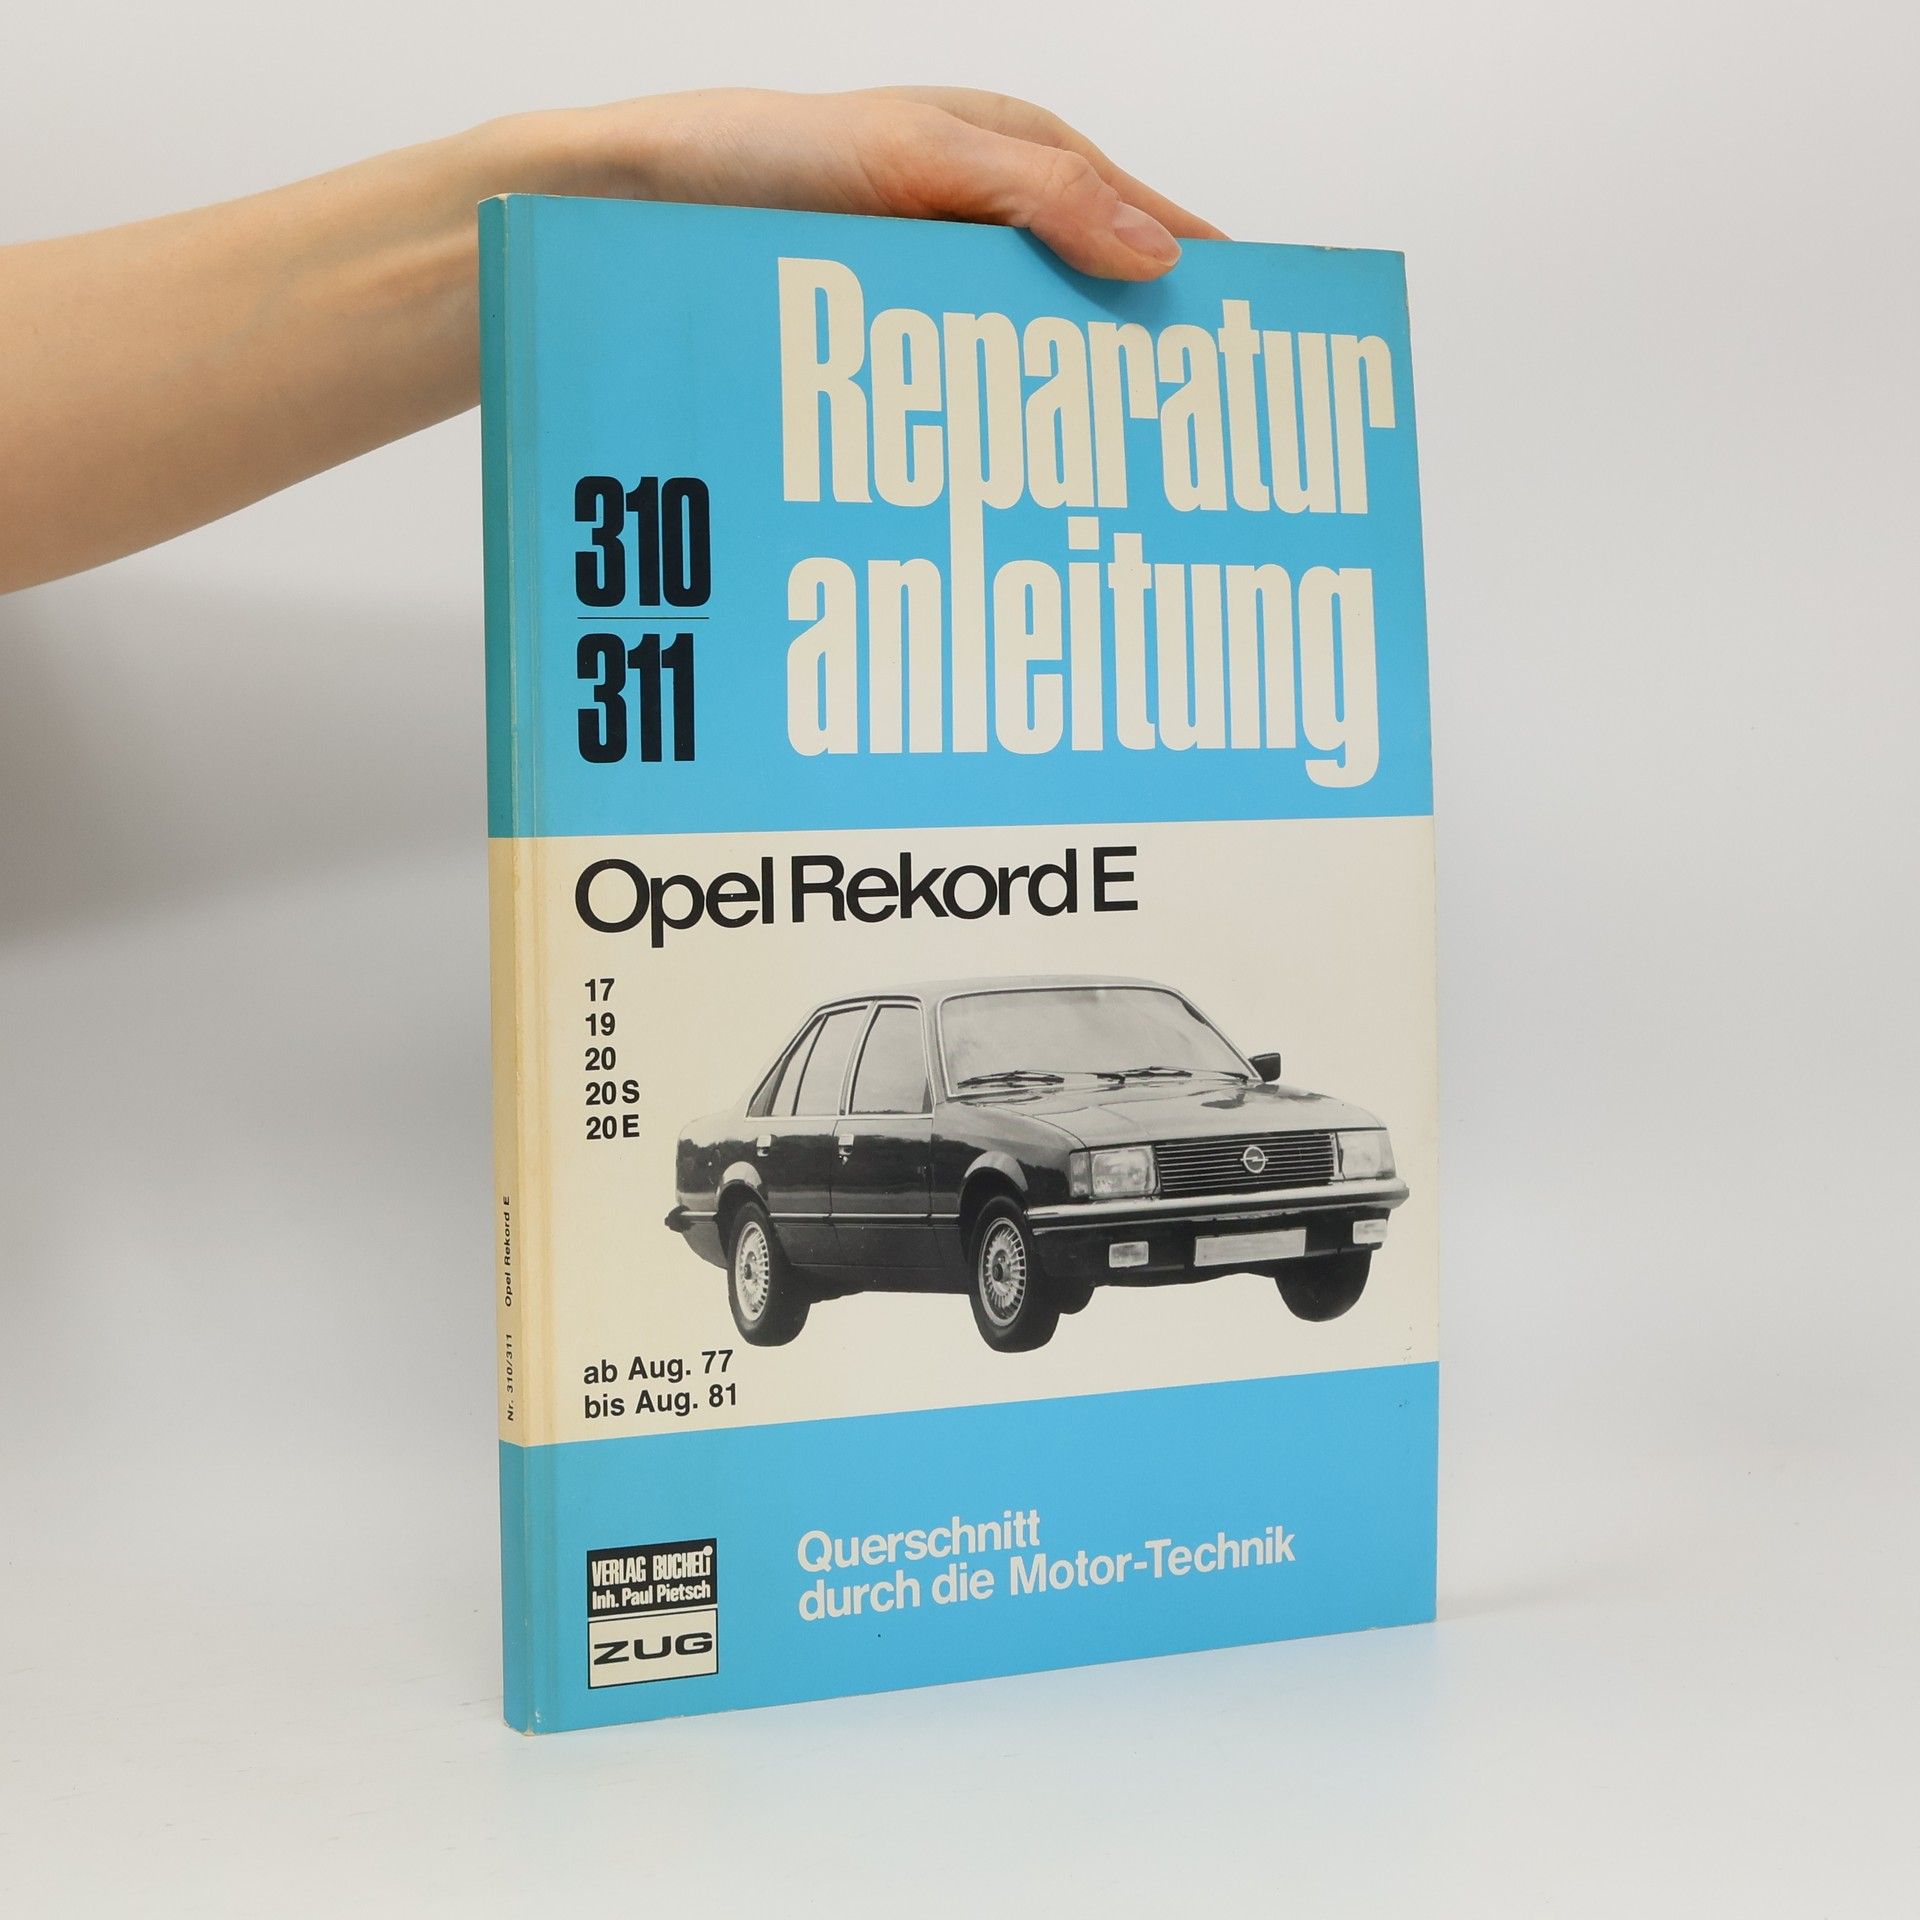 Reparatur
anleitung
310
311
Opel Rekord E
17
19
20
20 S
20 E
ab Aug. 77
bis Aug. 81
Querschnitt
durch die Motor-Technik
VERLAG BUCHELI
Inh. Paul Pietsch
ZUG
Nr. 310/311 Opel Rekord E